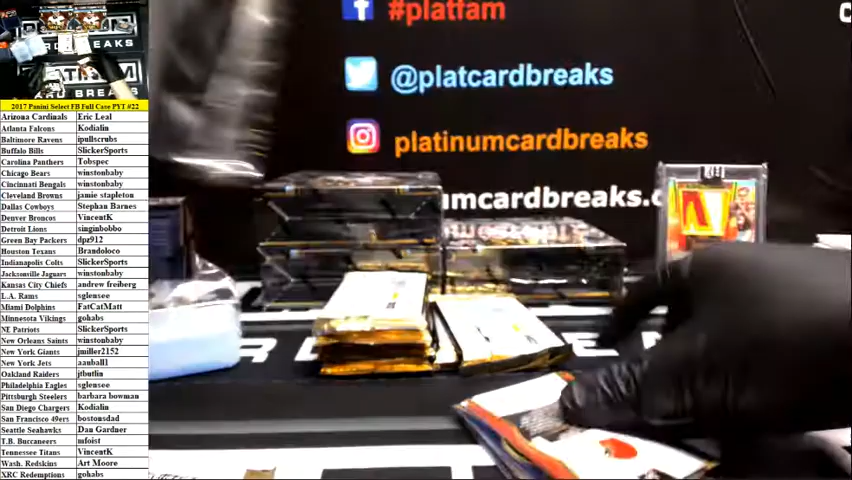 #platfam
@platcardbreaks
platinumcardbreaks
umcardbreaks.c
2017 Panini Select FB Full Case PYT #22
Arizona Cardinals Eric Leal
Atlanta Falcons Kodialin
Baltimore Ravens ipullscrubs
Buffalo Bills SlickerSports
Carolina Panthers Tobspec
Chicago Bears winstonbaby
Cincinnati Bengals winstonbaby
Cleveland Browns jamie stapleton
Dallas Cowboys Stephan Barnes
Denver Broncos VincentK
Detroit Lions singinbobbo
Green Bay Packers dpz912
Houston Texans Brandoloco
Indianapolis Colts SlickerSports
Jacksonville Jaguars winstonbaby
Kansas City Chiefs andrew freiberg
L.A. Rams sglensee
Miami Dolphins FatCatMatt
Minnesota Vikings gohabs
NE Patriots SlickerSports
New Orleans Saints winstonbaby
New York Giants jmiller2152
New York Jets aauball1
Oakland Raiders jtbutlin
Philadelphia Eagles sglensee
Pittsburgh Steelers barbara bowman
San Diego Chargers Kodialin
San Francisco 49ers bostonsdad
Seattle Seahawks Dan Gardner
T.B. Buccaneers mfoist
Tennessee Titans VincentK
Wash. Redskins Art Moore
XRC Redemptions gohabs